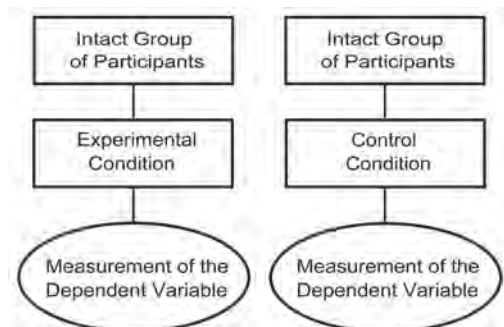 Intact Group
of Participants
Experimental
Condition
Measurement of the
Dependent Variable
Intact Group
of Participants
Control
Condition
Measurement of the
Dependent Variable